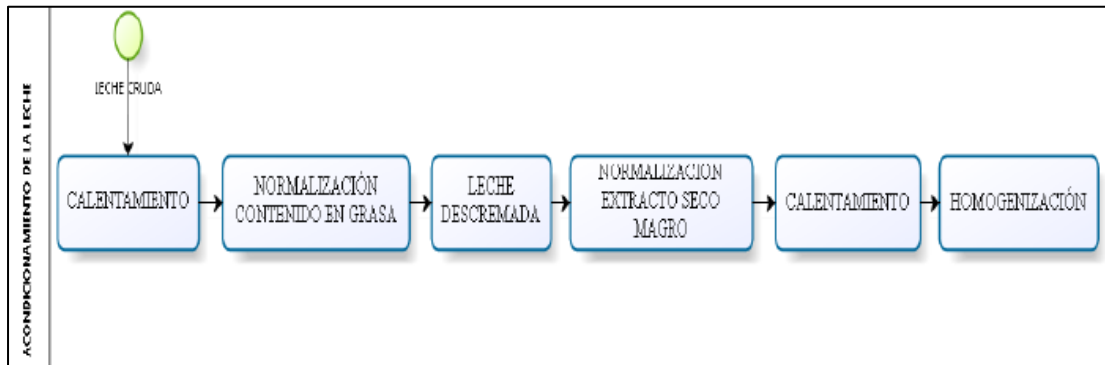 ACONDICIONAMIENTO DE LA LECHE
LECHE CRUDA
CALENTAMIENTO
NORMALIZACIÓN
CONTENIDO EN GRASA
LECHE
DESCREMADA
NORMALIZACIÓN
EXTRACTO SECO
MAGRO
CALENTAMIENTO
HOMOGENIZACIÓN